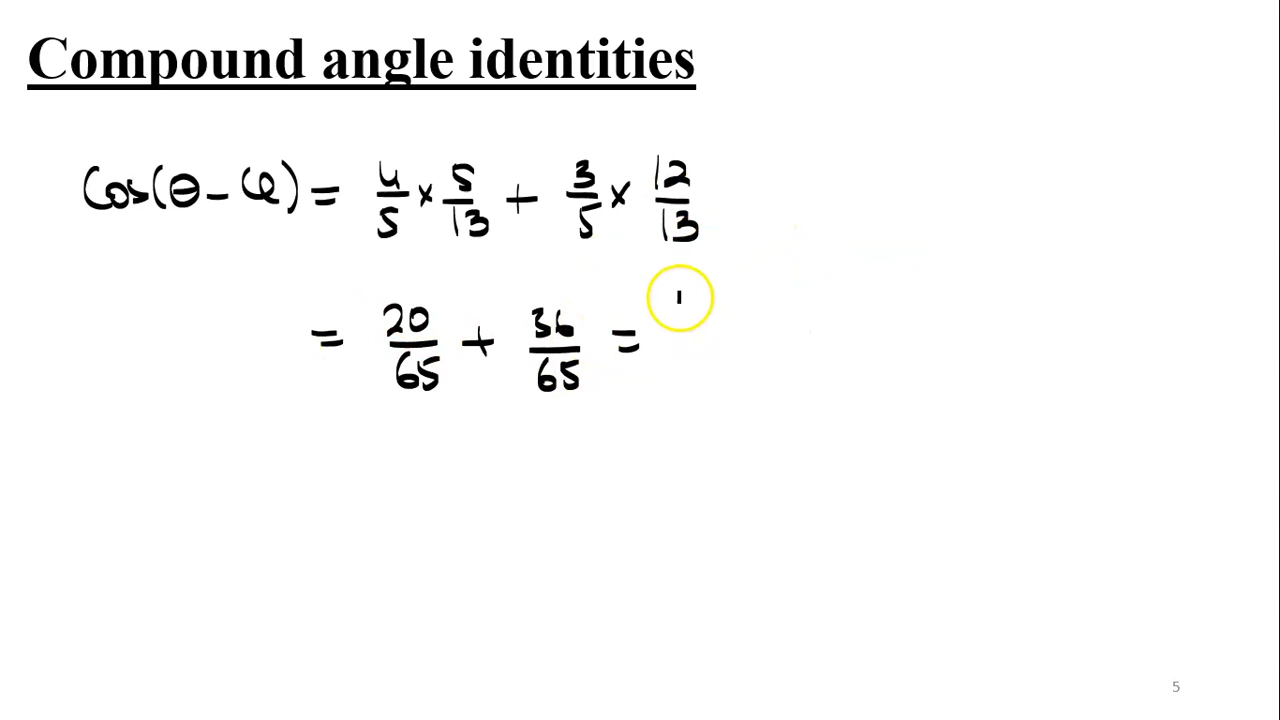 Compound angle identities
Cos(θ - φ) = 4/5 × 5/13 + 3/5 × 12/13
= 20/65 + 36/65 =
5